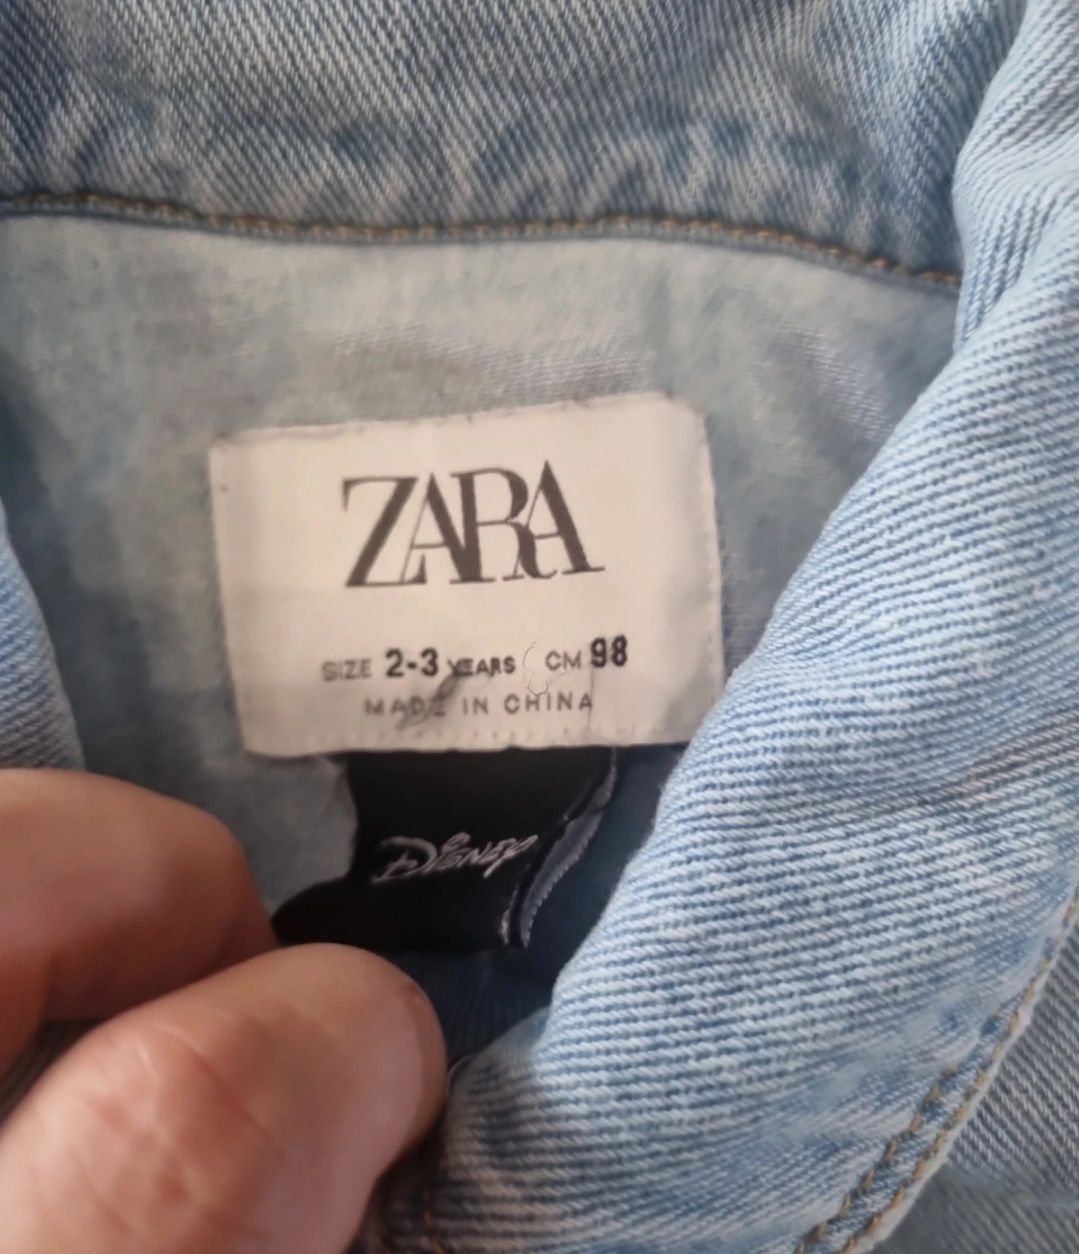 ZARA
SIZE 2-3 YEARS CM 98
MADE IN CHINA
Disney